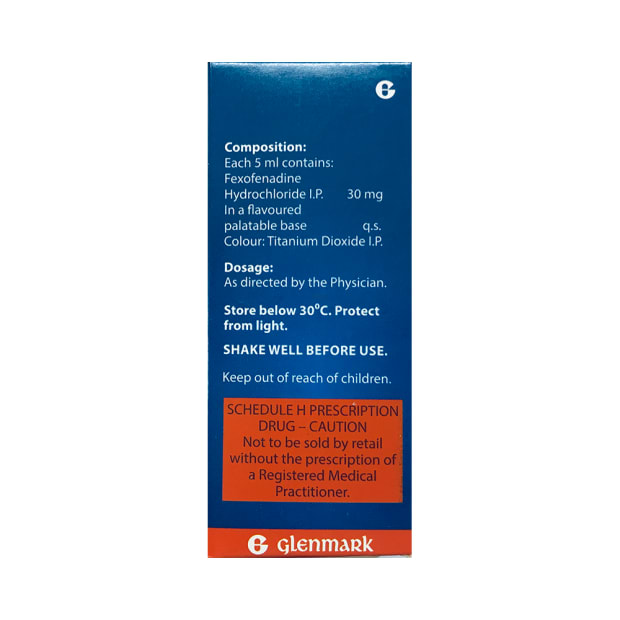 Composition:
Each 5 ml contains:
Fexofenadine
Hydrochloride I.P. 30 mg
In a flavoured
palatable base q.s.
Colour: Titanium Dioxide I.P.
Dosage:
As directed by the Physician.
Store below 30⁰C. Protect
from light.
SHAKE WELL BEFORE USE.
Keep out of reach of children.
SCHEDULE H PRESCRIPTION
DRUG – CAUTION
Not to be sold by retail
without the prescription of
a Registered Medical
Practitioner.
glenmark